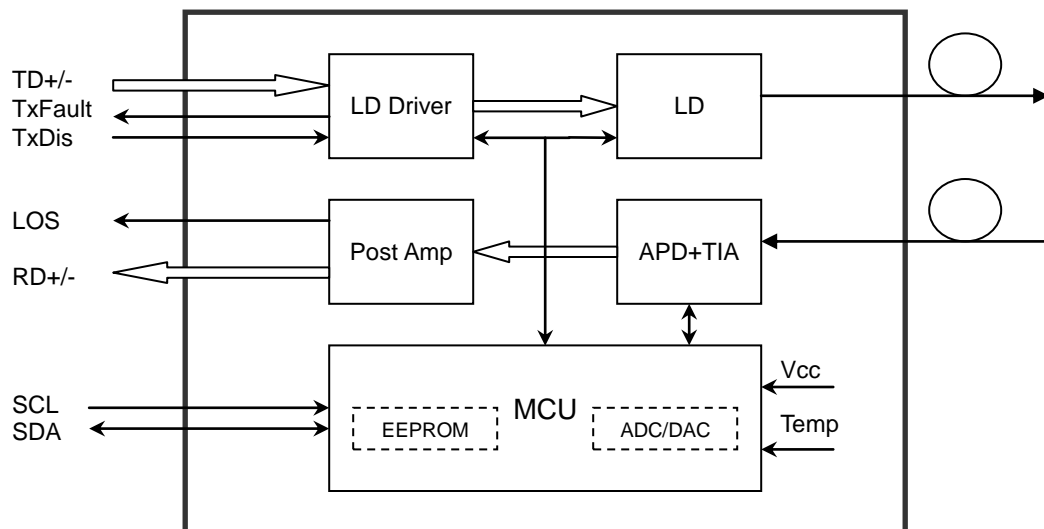 TD+/-
TxFault
TxDis
LD Driver
LD
LOS
RD+/-
Post Amp
APD+TIA
SCL
SDA
MCU
EEPROM
ADC/DAC
Vcc
Temp